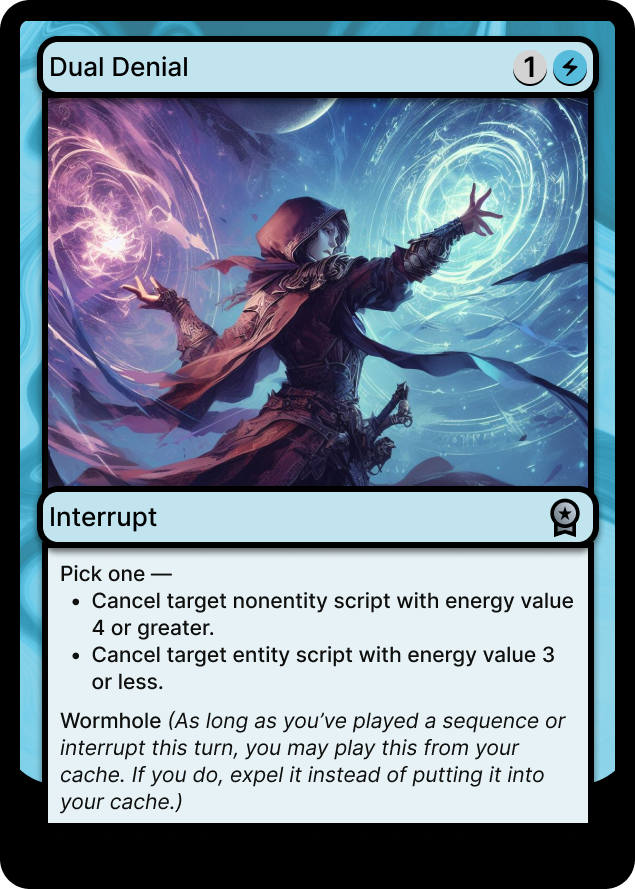 Dual Denial 1
Interrupt
Pick one —
• Cancel target nonentity script with energy value
4 or greater.
• Cancel target entity script with energy value 3
or less.
Wormhole (As long as you’ve played a sequence or
interrupt this turn, you may play this from your
cache. If you do, expel it instead of putting it into
your cache.)